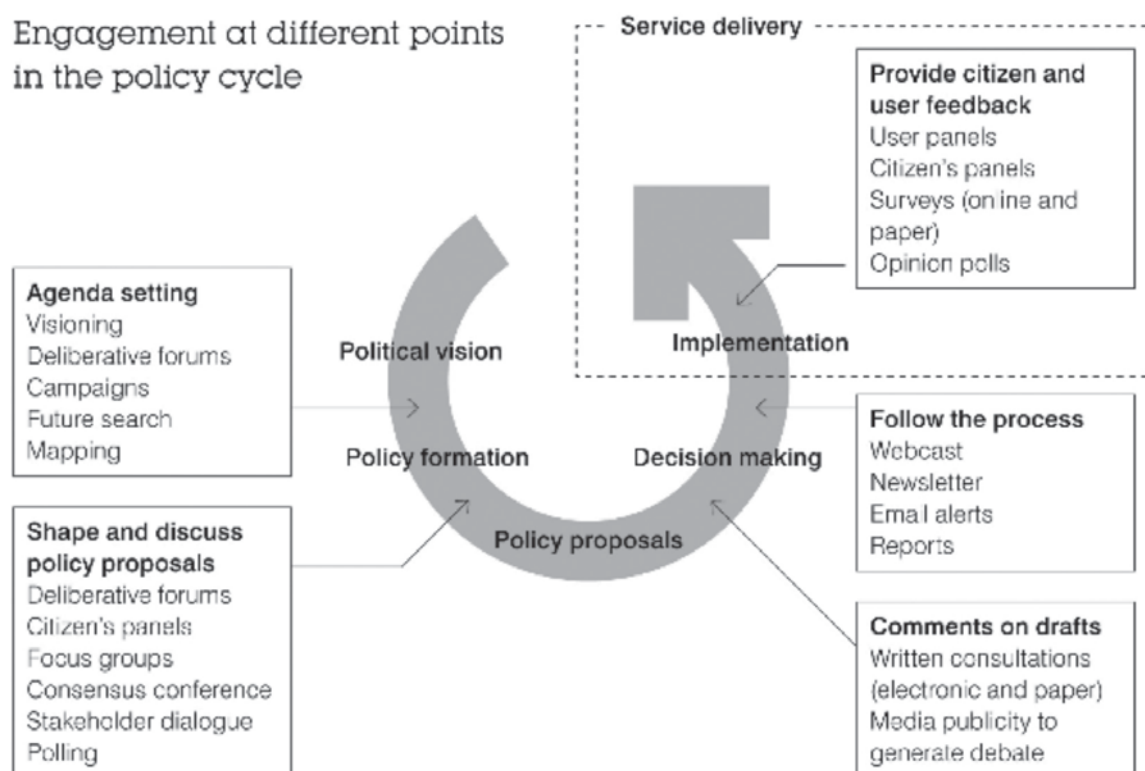 Engagement at different points
in the policy cycle
Service delivery
Provide citizen and
user feedback
User panels
Citizen's panels
Surveys (online and
paper)
Opinion polls
Agenda setting
Visioning
Deliberative forums
Campaigns
Future search
Mapping
Political vision
Implementation
Policy formation
Decision making
Policy proposals
Follow the process
Webcast
Newsletter
Email alerts
Reports
Shape and discuss
policy proposals
Deliberative forums
Citizen's panels
Focus groups
Consensus conference
Stakeholder dialogue
Polling
Comments on drafts
Written consultations
(electronic and paper)
Media publicity to
generate debate